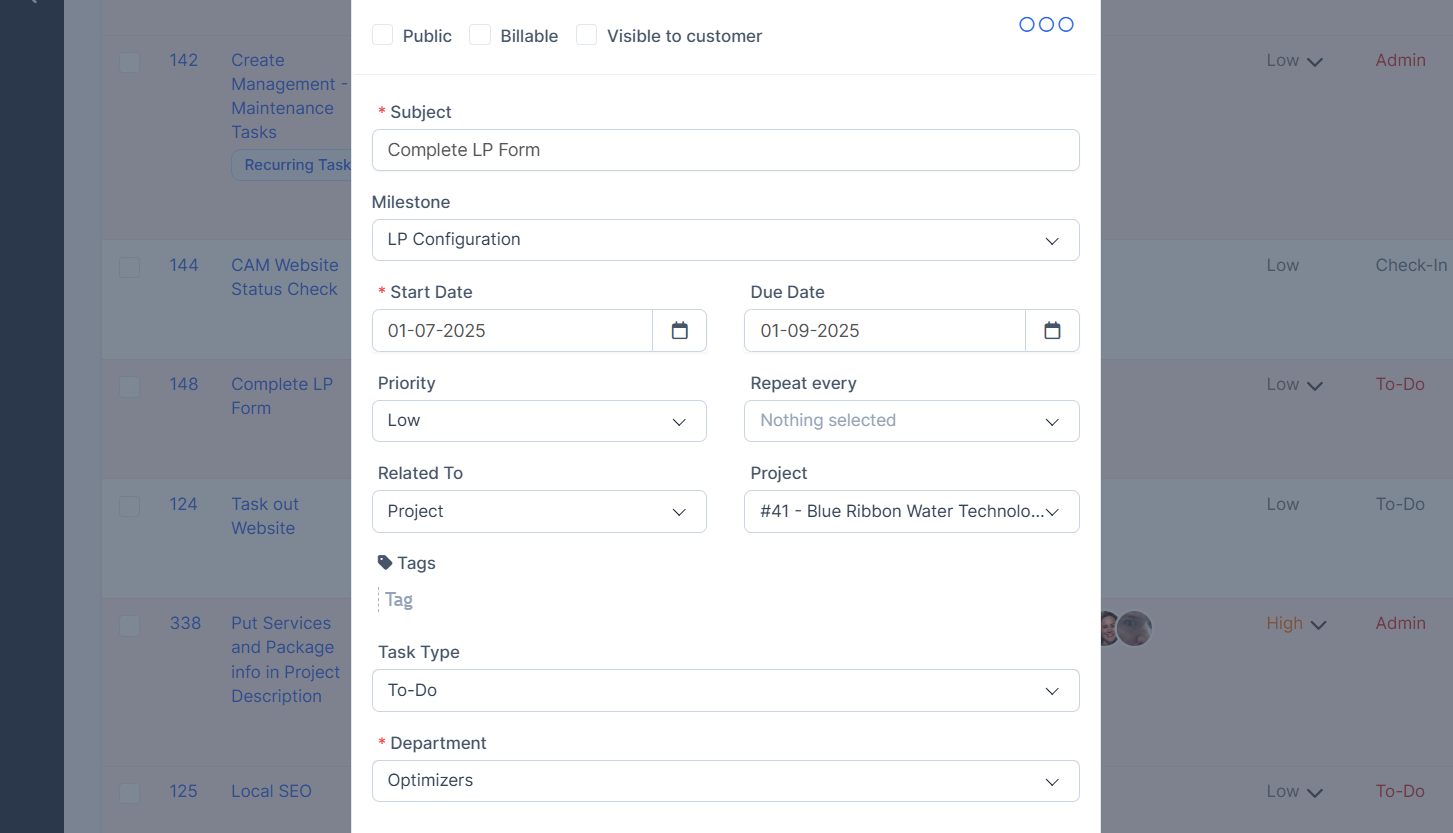 Public Billable Visible to customer
* Subject
Complete LP Form
Milestone
LP Configuration
* Start Date Due Date
01-07-2025 01-09-2025
Priority Repeat every
Low Nothing selected
Related To Project
Project #41 - Blue Ribbon Water Technolo...
Tags
Tag
Task Type
To-Do
* Department
Optimizers
142 Create Low Admin
Management -
Maintenance
Tasks
Recurring Task
144 CAM Website Low Check-In
Status Check
148 Complete LP Low To-Do
Form
124 Task out Low To-Do
Website
338 Put Services High Admin
and Package
info in Project
Description
125 Local SEO Low To-Do